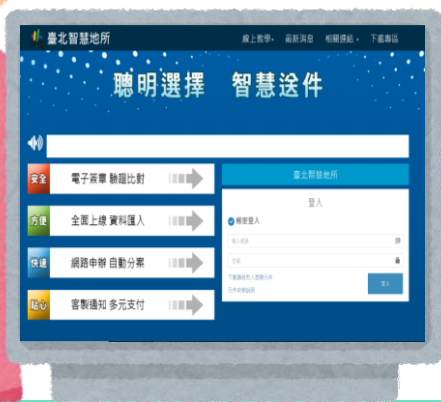 臺北智慧地所
線上教學 最新消息 相關連結 下載專區
聰明選擇 智慧送件
安全 電子簽章 驗證比對
方便 全面上線 資料匯入
快速 網路申辦 自動分案
貼心 客製通知 多元支付
臺北智慧地所
登入
帳密登入
登入